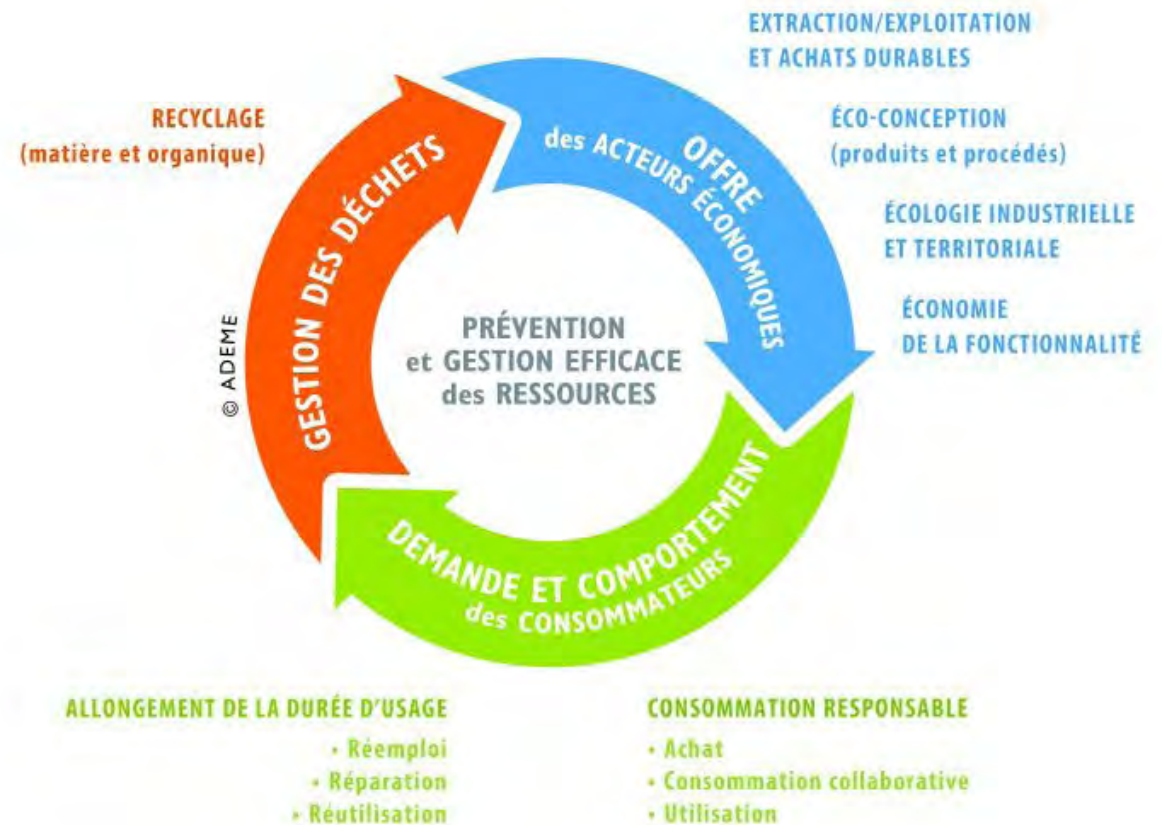 EXTRACTION/EXPLOITATION
ET ACHATS DURABLES
RECYCLAGE
(matière et organique)
ÉCO-CONCEPTION
(produits et procédés)
ÉCOLOGIE INDUSTRIELLE
ET TERRITORIALE
ÉCONOMIE
DE LA FONCTIONNALITÉ
OFFRE
des ACTEURS ÉCONOMIQUES
GESTION DES DÉCHETS
PRÉVENTION
et GESTION EFFICACE
des RESSOURCES
© ADEME
DEMANDE ET COMPORTEMENT
des CONSOMMATEURS
ALLONGEMENT DE LA DURÉE D'USAGE
• Réemploi
• Réparation
• Réutilisation
CONSOMMATION RESPONSABLE
• Achat
• Consommation collaborative
• Utilisation